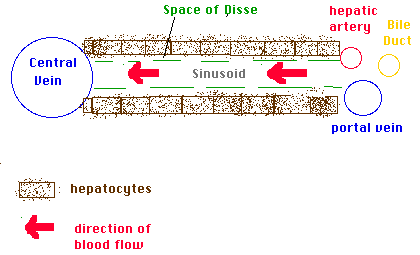 Space of Disse
hepatic
artery
Bile
Duct
Central
Vein
Sinusoid
portal vein
hepatocytes
direction of
blood flow